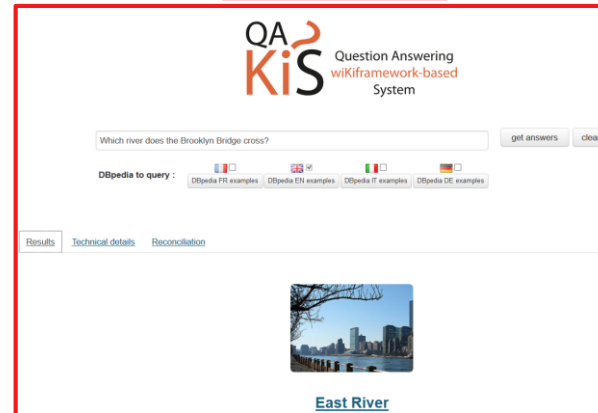 QA
KiS
Question Answering
wiKiframework-based
System
Which river does the Brooklyn Bridge cross?
get answers
DBpedia to query :
DBpedia FR examples DBpedia EN examples DBpedia IT examples DBpedia DE examples
Results Technical details Reconciliation
East River